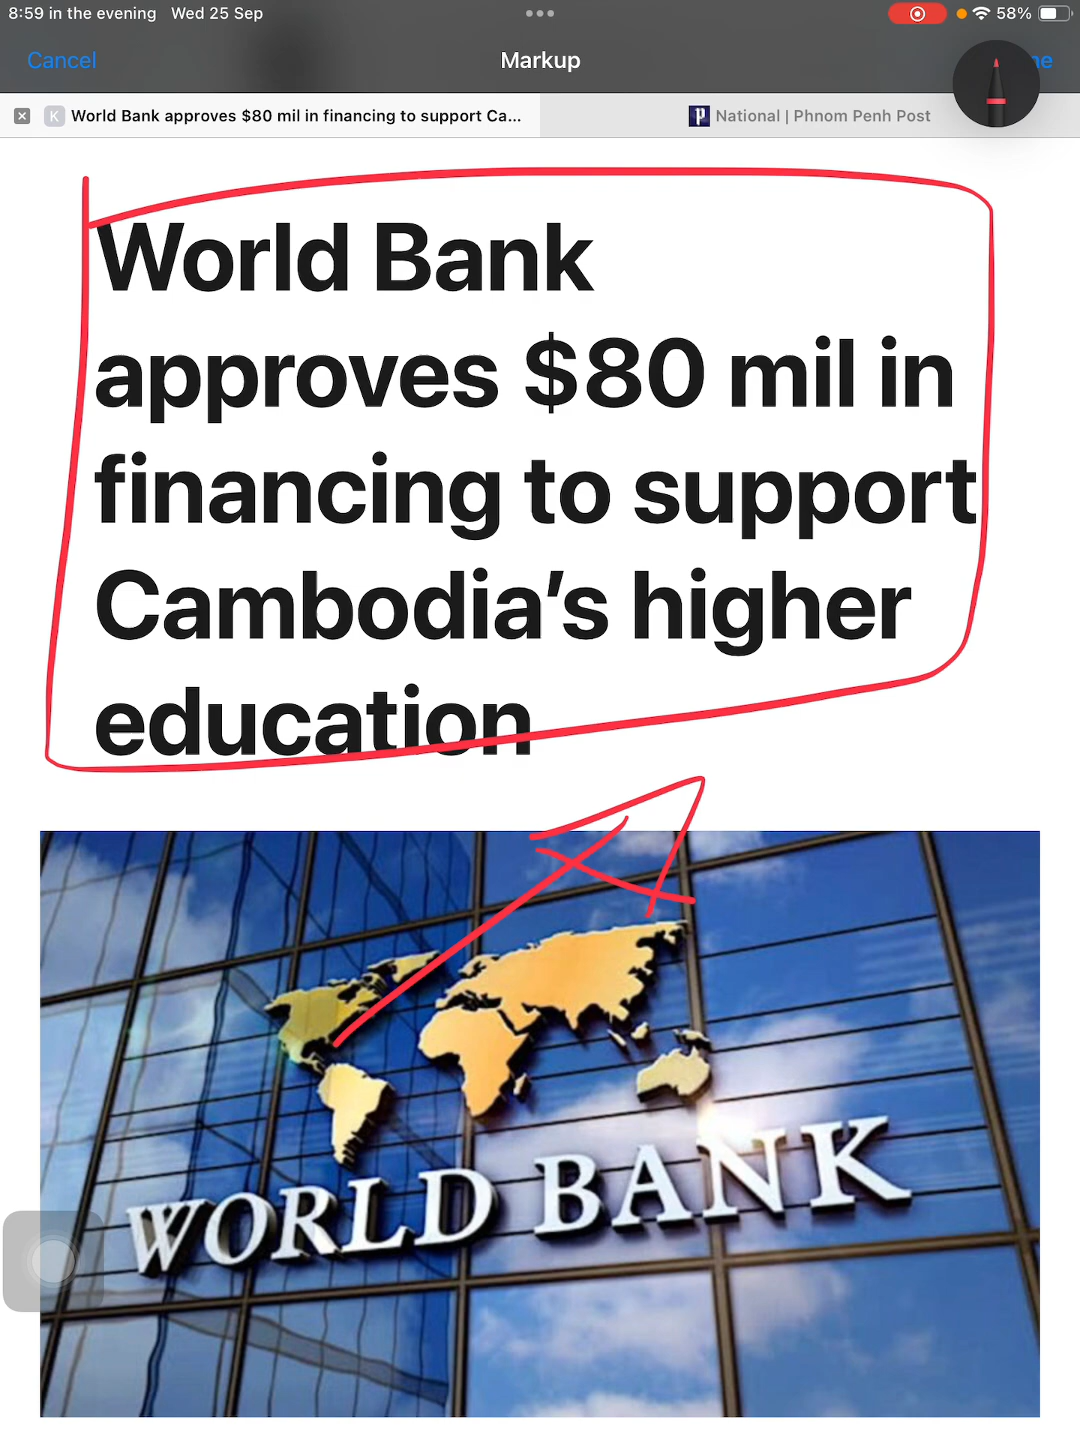 8:59 in the evening Wed 25 Sep
58%
Cancel
Markup
K World Bank approves $80 mil in financing to support Ca...
National | Phnom Penh Post
World Bank
approves $80 mil in
financing to support
Cambodia’s higher
education
WORLD BANK